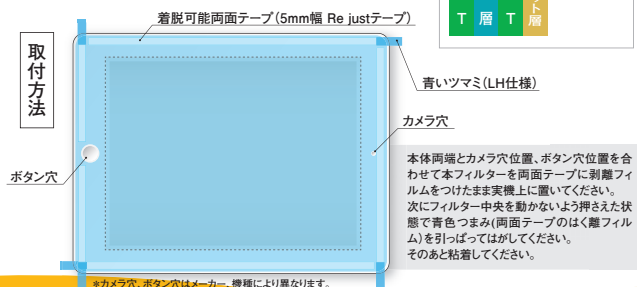 着脱可能両面テープ(5mm幅 Re justテープ)
T 層 T ト層
取付方法
青いツマミ(LH仕様)
カメラ穴
ボタン穴
本体両端とカメラ穴位置、ボタン穴位置を合
わせて本フィルターを両面テープに剥離フィ
ルムをつけたまま実機上に置いてください。
次にフィルター中央を動かないよう押さえた状
態で青色つまみ(両面テープのはく離フィル
ム)を引っぱってはがしてください。
そのあと粘着してください。
*カメラ穴、ボタン穴はメーカー、機種により異なります。